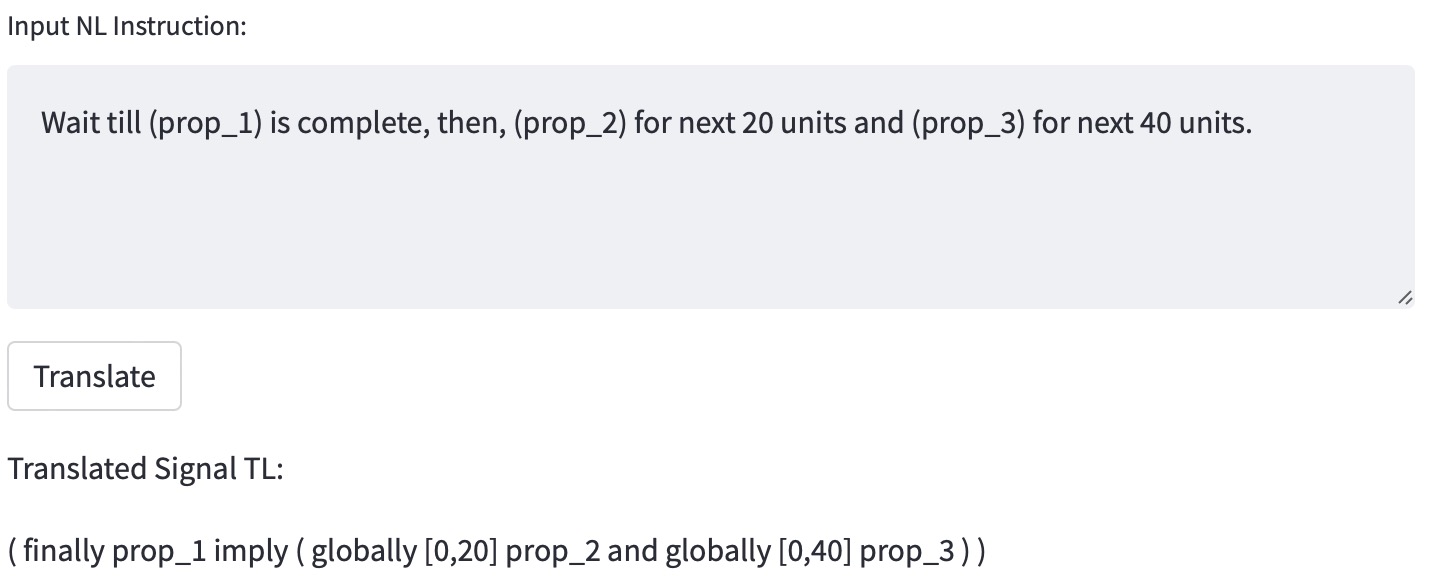 Input NL Instruction:
Wait till (prop_1) is complete, then, (prop_2) for next 20 units and (prop_3) for next 40 units.
Translate
Translated Signal TL:
( finally prop_1 imply ( globally [0,20] prop_2 and globally [0,40] prop_3 ) )